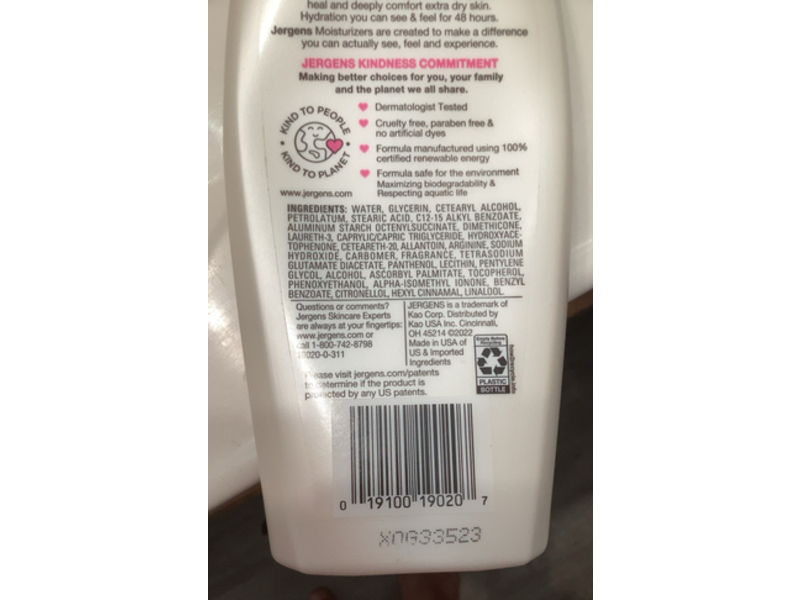 heal and deeply comfort extra dry skin.
Hydration you can see & feel for 48 hours.
Jergens Moisturizers are created to make a difference
you can actually see, feel and experience.
JERGENS KINDNESS COMMITMENT
Making better choices for you, your family
and the planet we all share.
KIND TO PEOPLE
KIND TO PLANET
Dermatologist Tested
Cruelty free, paraben free &
no artificial dyes
Formula manufactured using 100%
certified renewable energy
Formula safe for the environment
Maximizing biodegradability &
Respecting aquatic life
www.jergens.com
INGREDIENTS: WATER, GLYCERIN, CETEARYL ALCOHOL,
PETROLATUM, STEARIC ACID, C12-15 ALKYL BENZOATE,
ALUMINUM STARCH OCTENYLSUCCINATE, DIMETHICONE,
LAURETH-3, CAPRYLIC/CAPRIC TRIGLYCERIDE, HYDROXYACE-
TOPHENONE, CETEARETH-20, ALLANTOIN, ARGININE, SODIUM
HYDROXIDE, CARBOMER, FRAGRANCE, TETRASODIUM
GLUTAMATE DIACETATE, PANTHENOL, LECITHIN, PENTYLENE
GLYCOL, ALCOHOL, ASCORBYL PALMITATE, TOCOPHEROL,
PHENOXYETHANOL, ALPHA-ISOMETHYL IONONE, BENZYL
BENZOATE, CITRONELLOL, HEXYL CINNAMAL, LINALOOL.
Questions or comments?
Jergens Skincare Experts
are always at your fingertips:
www.jergens.com or
call 1-800-742-8798
19020-0-311
JERGENS is a trademark of
Kao Corp. Distributed by
Kao USA Inc. Cincinnati,
OH 45214 ©2022
Made in USA of
US & Imported
Ingredients
Empty Before
Recycling
PLASTIC
BOTTLE
how2recycle.info
Please visit jergens.com/patents
to determine if the product is
protected by any US patents.
0 19100 19020 7